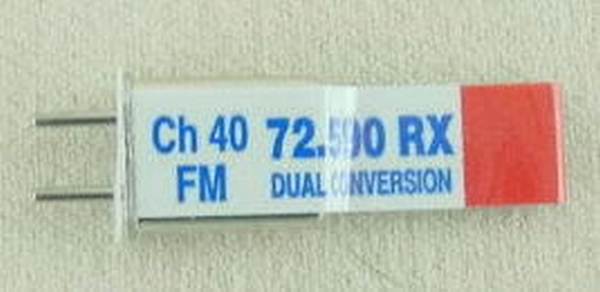 Ch 40 72.590 RX
FM DUAL CONVERSION